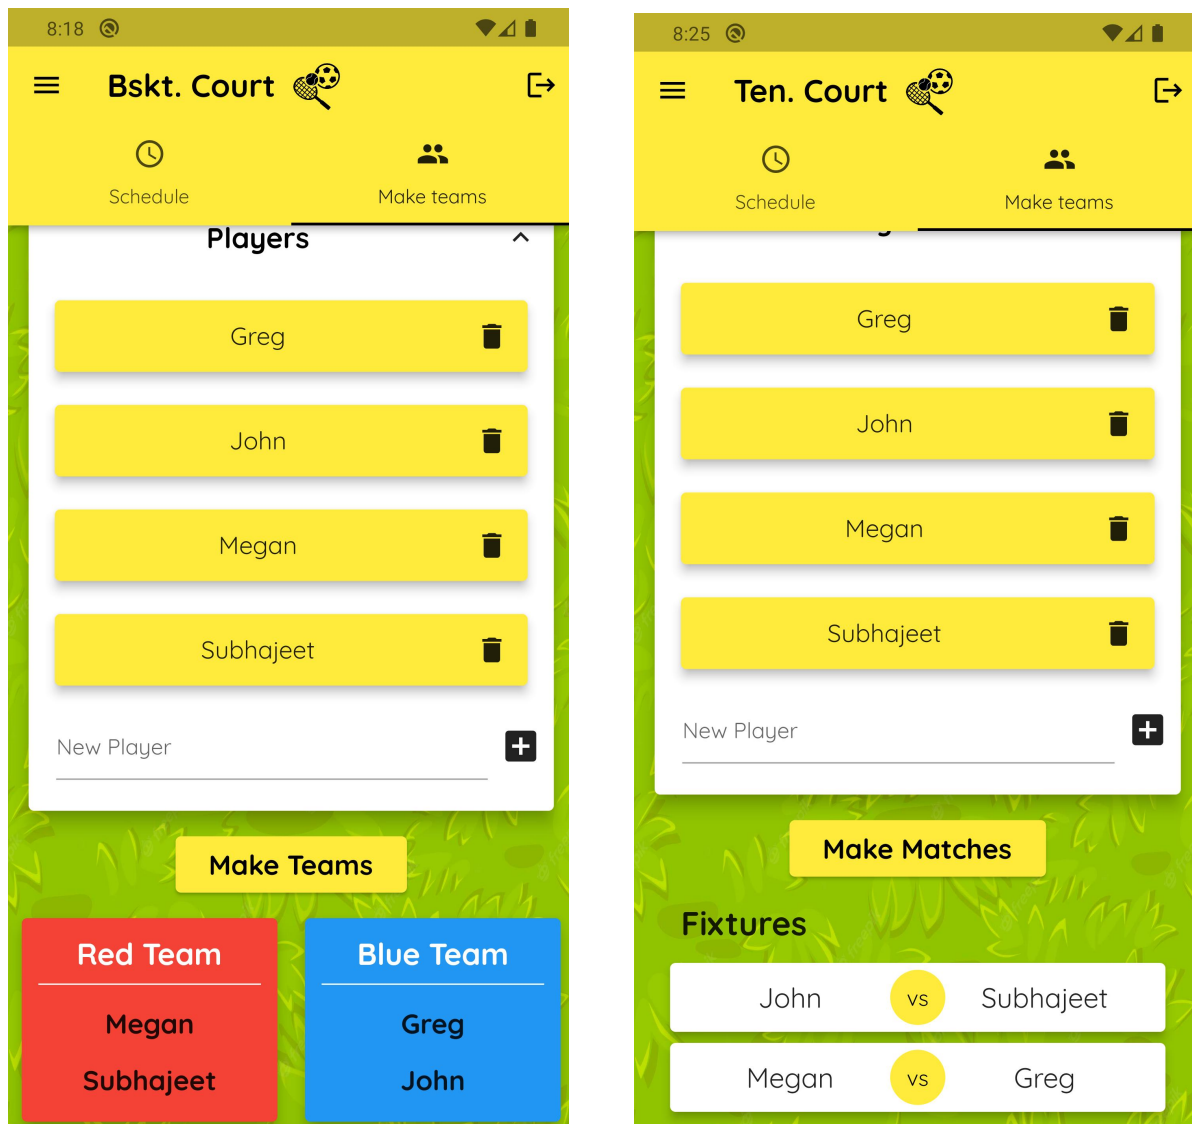 8:18
Bskt. Court
Schedule
Make teams
Players
Greg
John
Megan
Subhajeet
New Player
Make Teams
Red Team
Megan
Subhajeet
Blue Team
Greg
John
8:25
Ten. Court
Schedule
Make teams
Greg
John
Megan
Subhajeet
New Player
Make Matches
Fixtures
John vs Subhajeet
Megan vs Greg